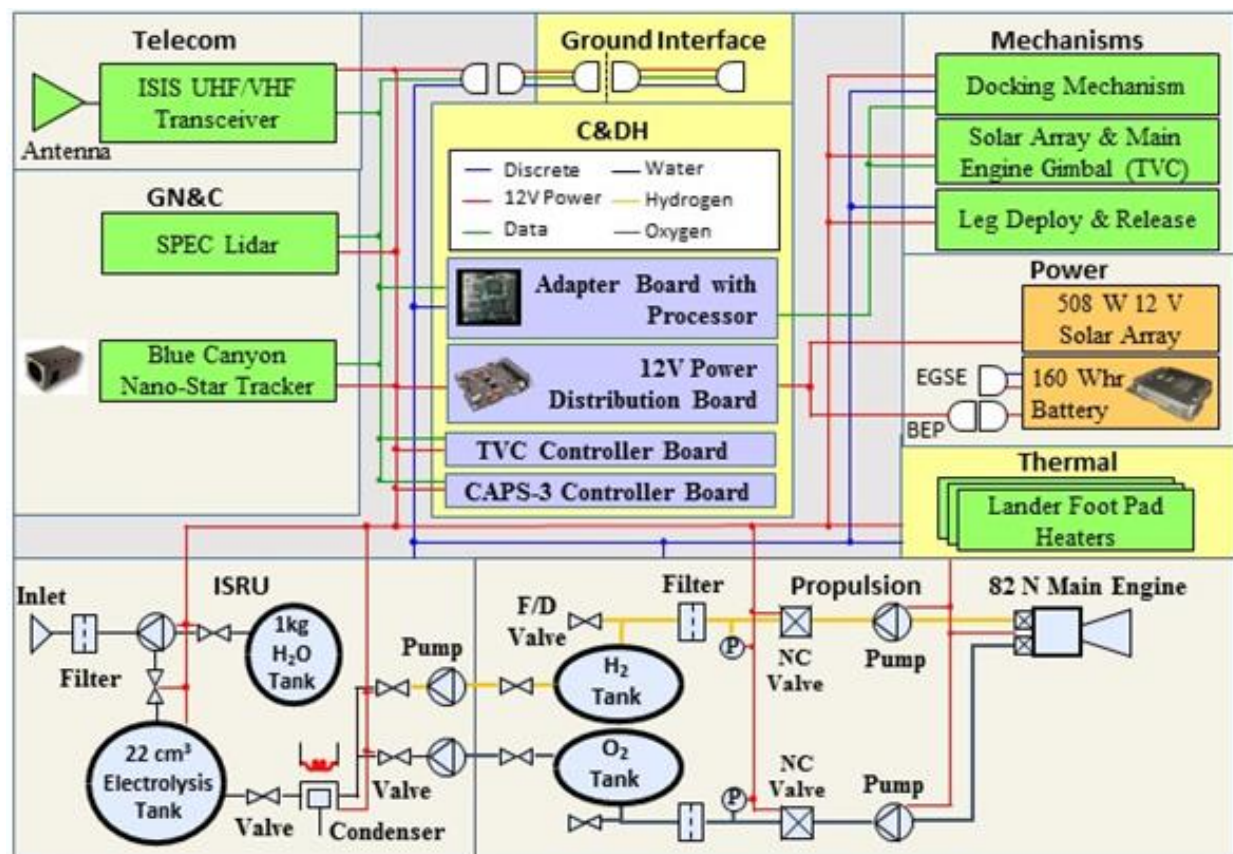 Telecom
ISIS UHF/VHF
Transceiver
Antenna
Ground Interface
Mechanisms
Docking Mechanism
Solar Array & Main
Engine Gimbal (TVC)
Leg Deploy & Release
GN&C
SPEC Lidar
Blue Canyon
Nano-Star Tracker
C&DH
Discrete
Water
12V Power
Hydrogen
Data
Oxygen
Adapter Board with
Processor
12V Power
Distribution Board
TVC Controller Board
CAPS-3 Controller Board
Power
508 W 12 V
Solar Array
EGSE
160 Whr
Battery
BEP
Thermal
Lander Foot Pad
Heaters
ISRU
Inlet
Filter
1kg
H₂O
Tank
Pump
22 cm³
Electrolysis
Tank
Valve
Valve
Condenser
Propulsion
F/D
Valve
Filter
P
NC
Valve
Pump
82 N Main Engine
H₂
Tank
O₂
Tank
P
NC
Valve
Pump